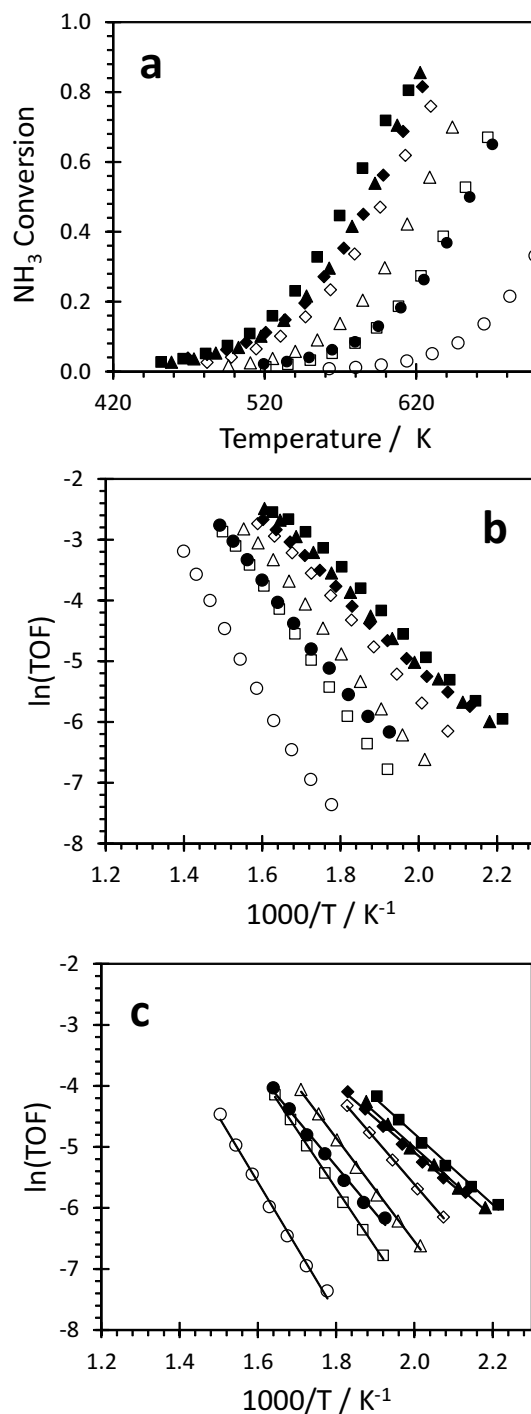 a
1.0
0.8
0.6
0.4
0.2
0.0
NH₃ Conversion
420 520 620
Temperature / K
b
-2
-3
-4
-5
-6
-7
-8
ln(TOF)
1.2 1.4 1.6 1.8 2.0 2.2
1000/T / K⁻¹
c
-2
-3
-4
-5
-6
-7
-8
ln(TOF)
1.2 1.4 1.6 1.8 2.0 2.2
1000/T / K⁻¹